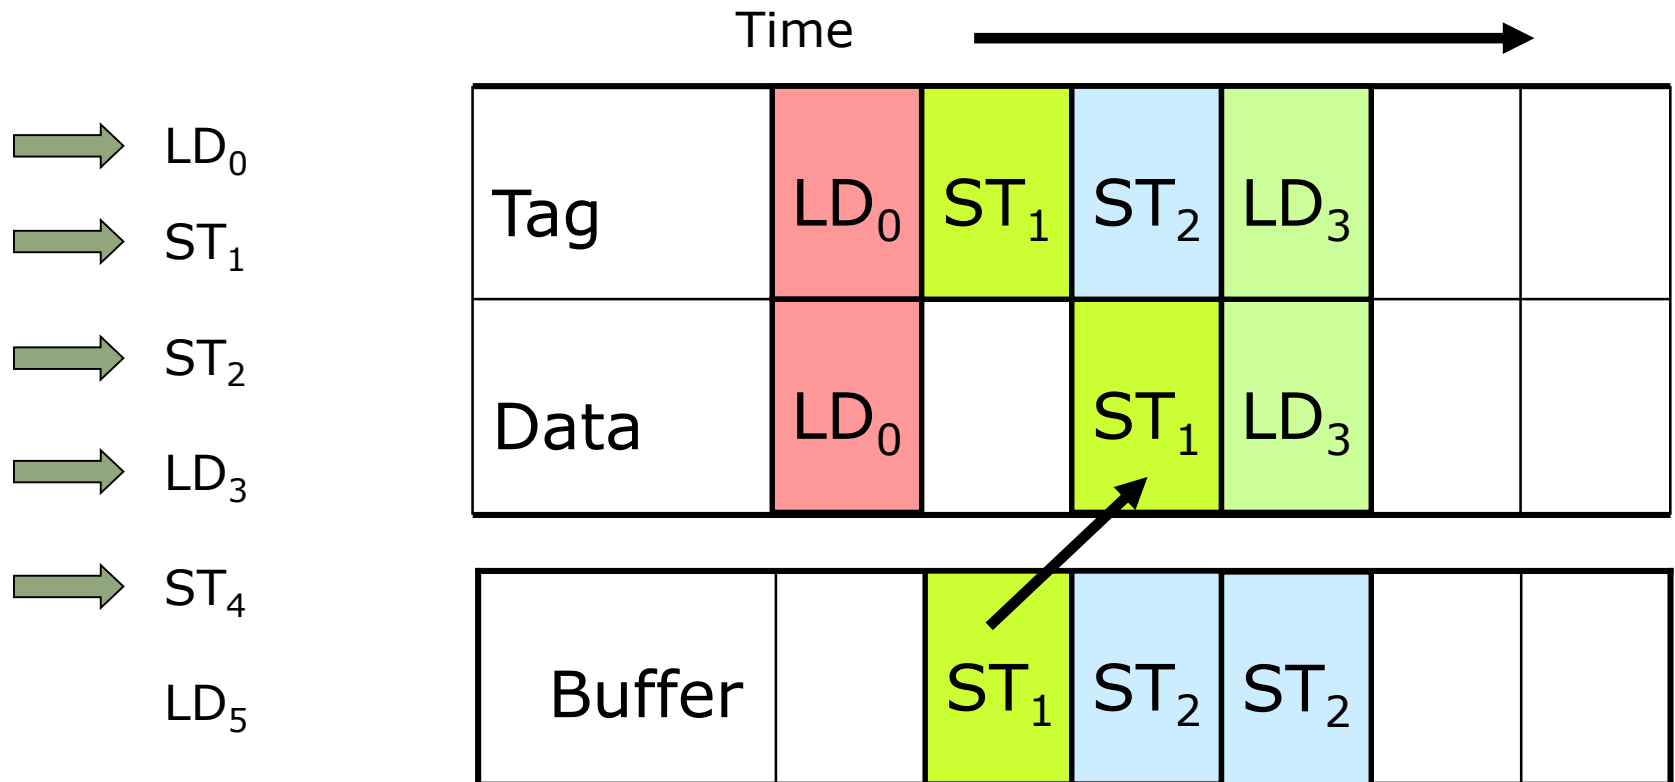 Time
LD₀
ST₁
ST₂
LD₃
ST₄
LD₅
Tag LD₀ ST₁ ST₂ LD₃
Data LD₀ ST₁ LD₃
Buffer ST₁ ST₂ ST₂